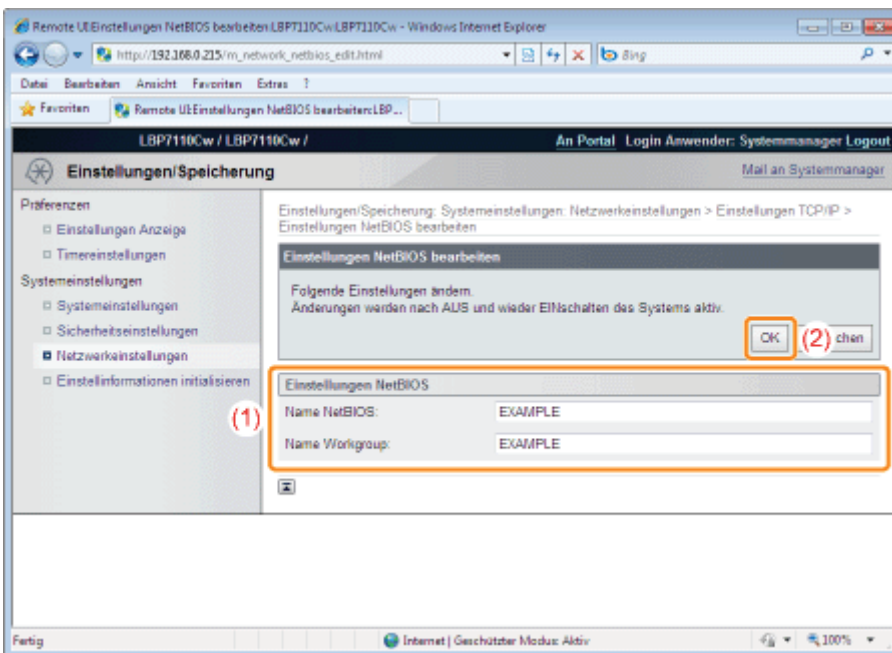 Remote UI:Einstellungen NetBIOS bearbeiten:LBP7110Cw:LBP7110Cw - Windows Internet Explorer
http://192.168.0.215/m_network_netbios_edit.html
Bing
Datei Bearbeiten Ansicht Favoriten Extras ?
Favoriten Remote UI:Einstellungen NetBIOS bearbeiten:LBP...
LBP7110Cw / LBP7110Cw / An Portal Login Anwender: Systemmanager Logout
Einstellungen/Speicherung Mail an Systemmanager
Präferenzen
Einstellungen Anzeige
Timereinstellungen
Systemeinstellungen
Systemeinstellungen
Sicherheitseinstellungen
Netzwerkeinstellungen
Einstellinformationen initialisieren
Einstellungen/Speicherung: Systemeinstellungen: Netzwerkeinstellungen > Einstellungen TCP/IP >
Einstellungen NetBIOS bearbeiten
Einstellungen NetBIOS bearbeiten
Folgende Einstellungen ändern.
Änderungen werden nach AUS und wieder EINschalten des Systems aktiv.
OK (2) chen
(1)
Einstellungen NetBIOS
Name NetBIOS: EXAMPLE
Name Workgroup: EXAMPLE
Fertig Internet | Geschützter Modus: Aktiv 100%